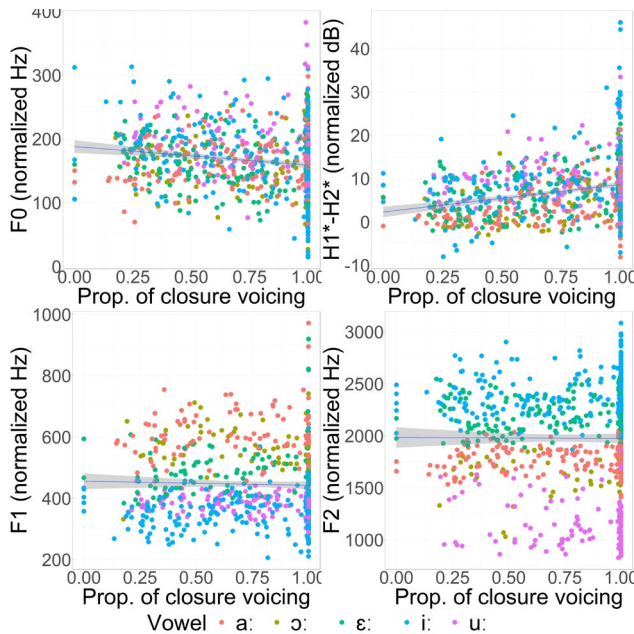 F0 (normalized Hz)
400
300
200
100
0
0.00 0.25 0.50 0.75 1.00
Prop. of closure voicing
H1*-H2* (normalized dB)
40
30
20
10
0
-10
0.00 0.25 0.50 0.75 1.00
Prop. of closure voicing
F1 (normalized Hz)
1000
800
600
400
200
0.00 0.25 0.50 0.75 1.00
Prop. of closure voicing
F2 (normalized Hz)
3000
2500
2000
1500
1000
0.00 0.25 0.50 0.75 1.00
Prop. of closure voicing
Vowel aː ɔː ɛː iː uː